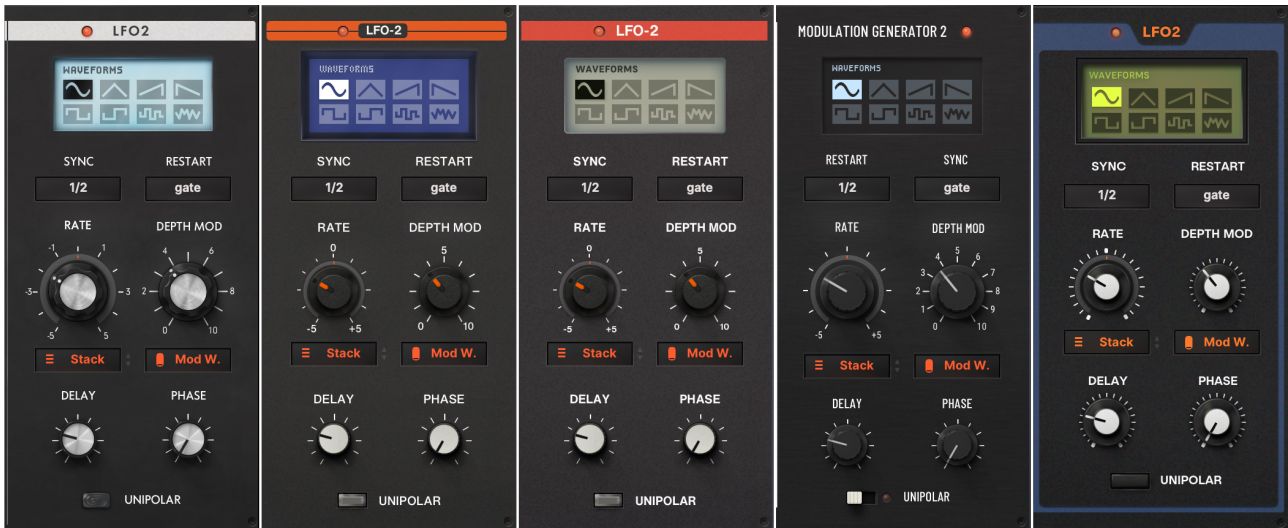 LFO2
WAVEFORMS
SYNC RESTART
1/2 gate
RATE DEPTH MOD
-1 1 4 6
-3 3 2 8
-5 5 0 10
Stack Mod W.
DELAY PHASE
UNIPOLAR
LFO-2
WAVEFORMS
SYNC RESTART
1/2 gate
RATE DEPTH MOD
0 5
-5 +5 0 10
Stack Mod W.
DELAY PHASE
UNIPOLAR
LFO-2
WAVEFORMS
SYNC RESTART
1/2 gate
RATE DEPTH MOD
0 5
-5 +5 0 10
Stack Mod W.
DELAY PHASE
UNIPOLAR
MODULATION GENERATOR 2
WAVEFORMS
RESTART SYNC
1/2 gate
RATE DEPTH MOD
4 5 6
3 7
2 8
1 9
-5 +5 0 10
Stack Mod W.
DELAY PHASE
UNIPOLAR
LFO2
WAVEFORMS
SYNC RESTART
1/2 gate
RATE DEPTH MOD
Stack Mod W.
DELAY PHASE
UNIPOLAR